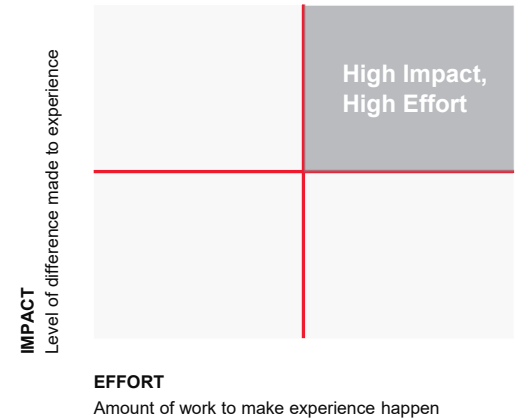 IMPACT
Level of difference made to experience
High Impact,
High Effort
EFFORT
Amount of work to make experience happen